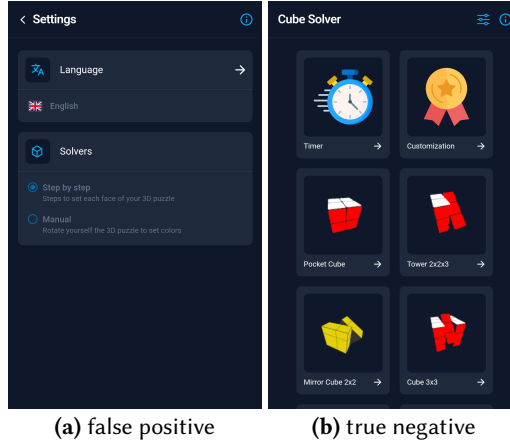 Settings
Language
English
Solvers
Step by step
Steps to set each face of your 3D puzzle
Manual
Rotate yourself the 3D puzzle to set colors
(a) false positive
Cube Solver
Timer
Customization
Pocket Cube
Tower 2x2x3
Mirror Cube 2x2
Cube 3x3
(b) true negative